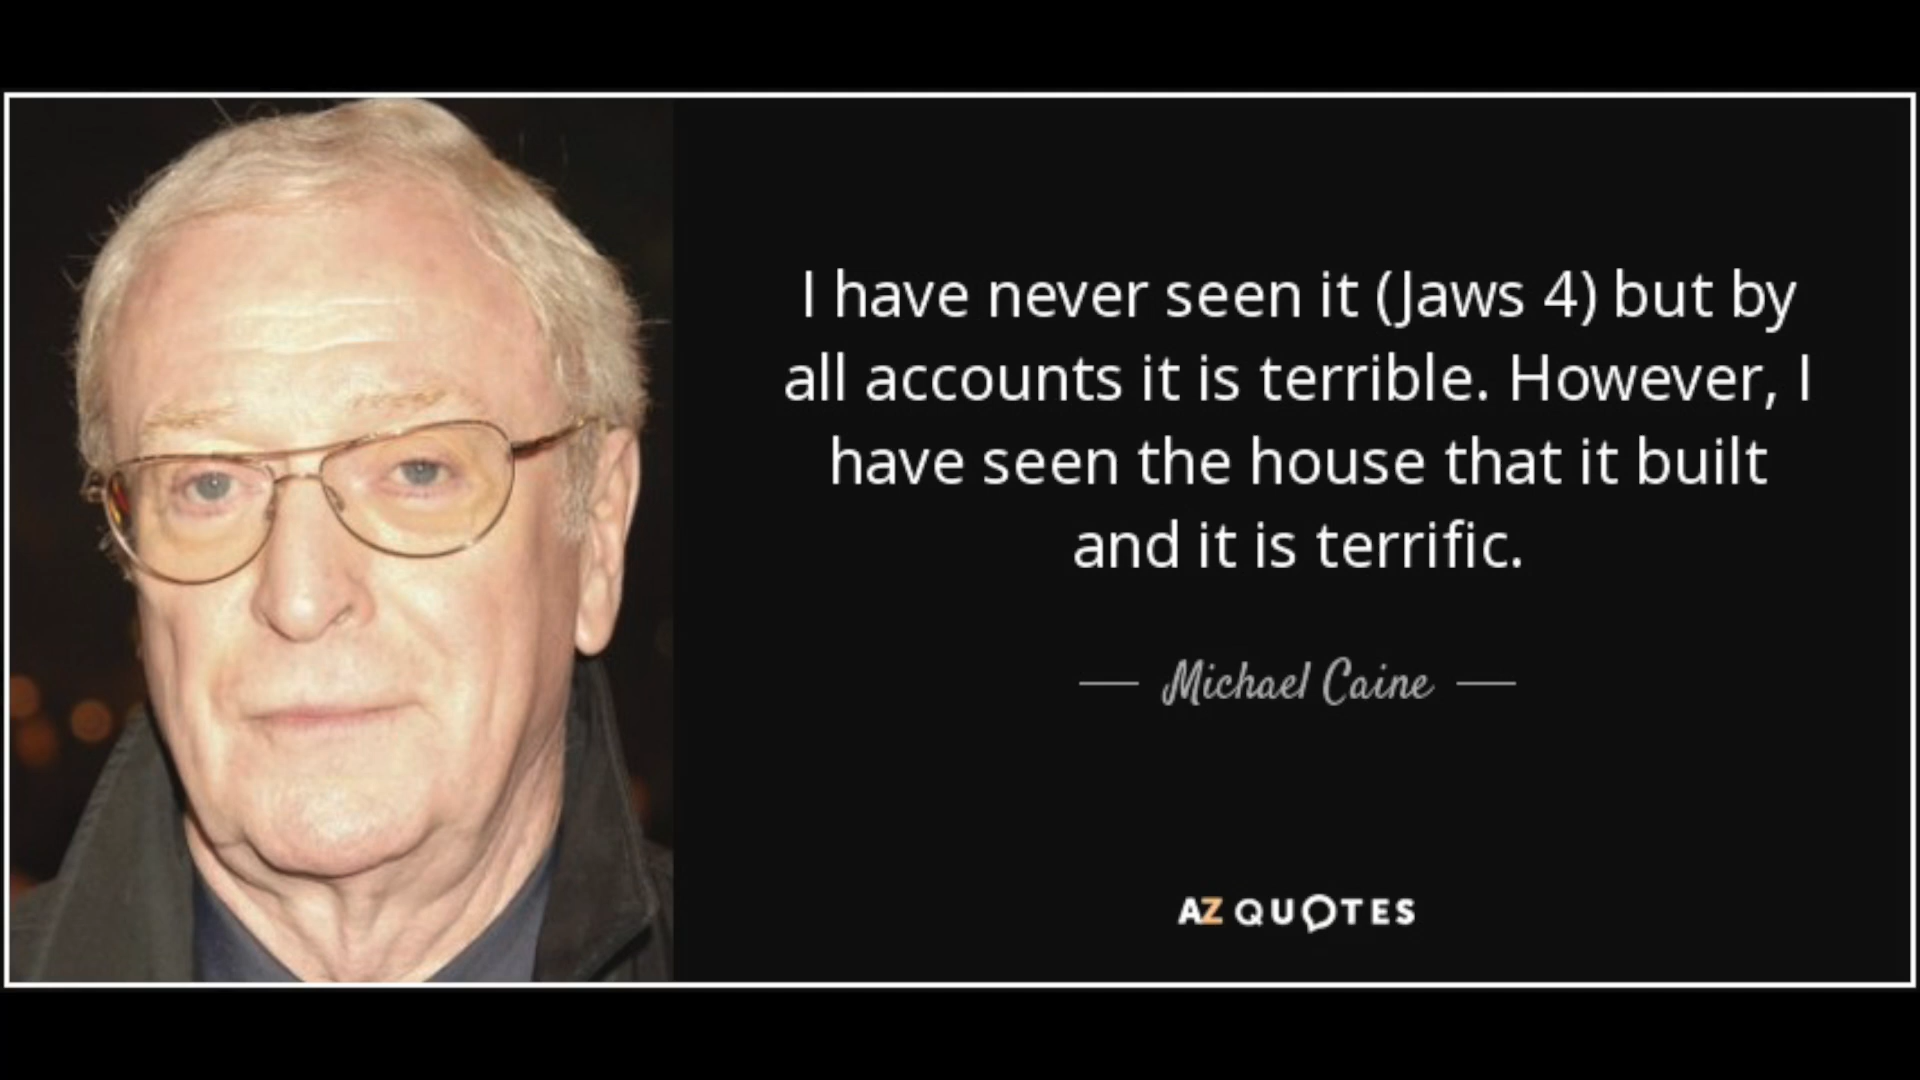 I have never seen it (Jaws 4) but by
all accounts it is terrible. However, I
have seen the house that it built
and it is terrific.
Michael Caine
AZ QUOTES